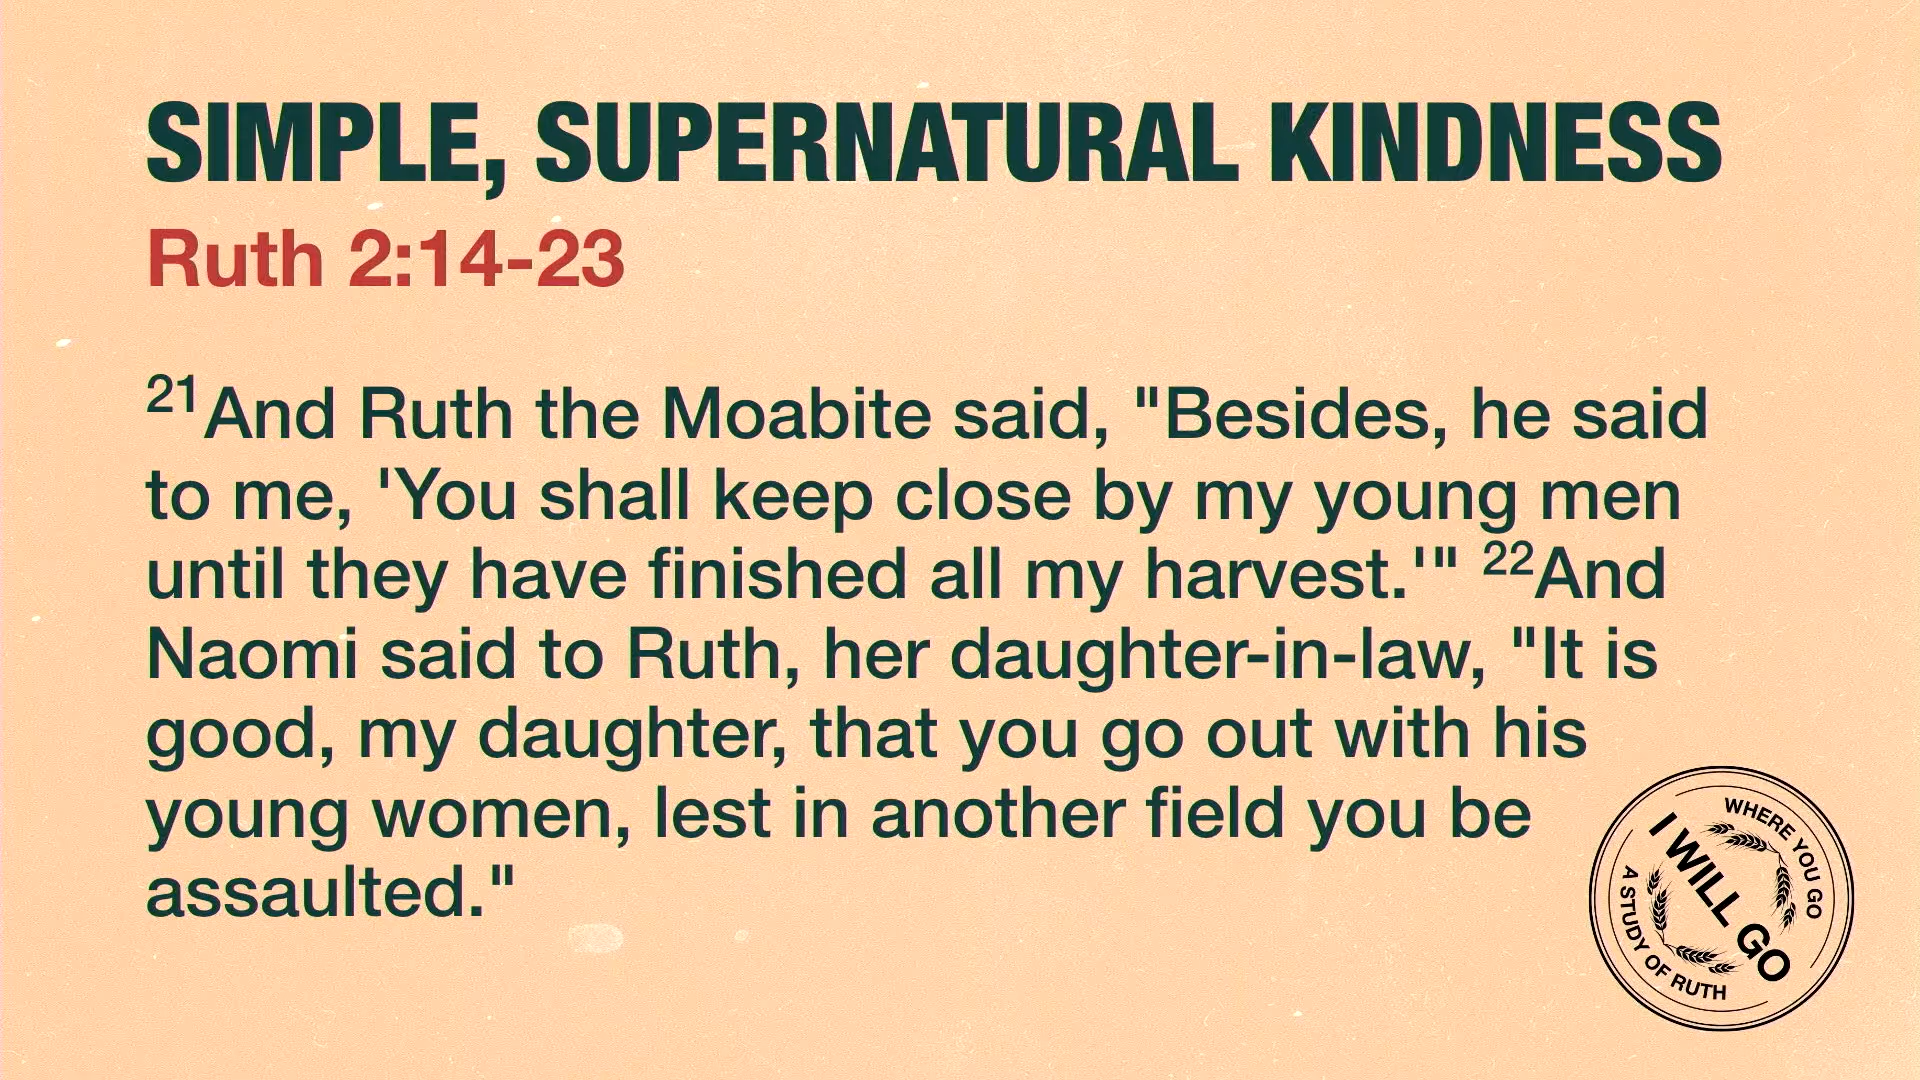 SIMPLE, SUPERNATURAL KINDNESS
Ruth 2:14-23
21And Ruth the Moabite said, "Besides, he said
to me, 'You shall keep close by my young men
until they have finished all my harvest.'" 22And
Naomi said to Ruth, her daughter-in-law, "It is
good, my daughter, that you go out with his
young women, lest in another field you be
assaulted."
WHERE YOU GO
I WILL GO
A STUDY OF RUTH